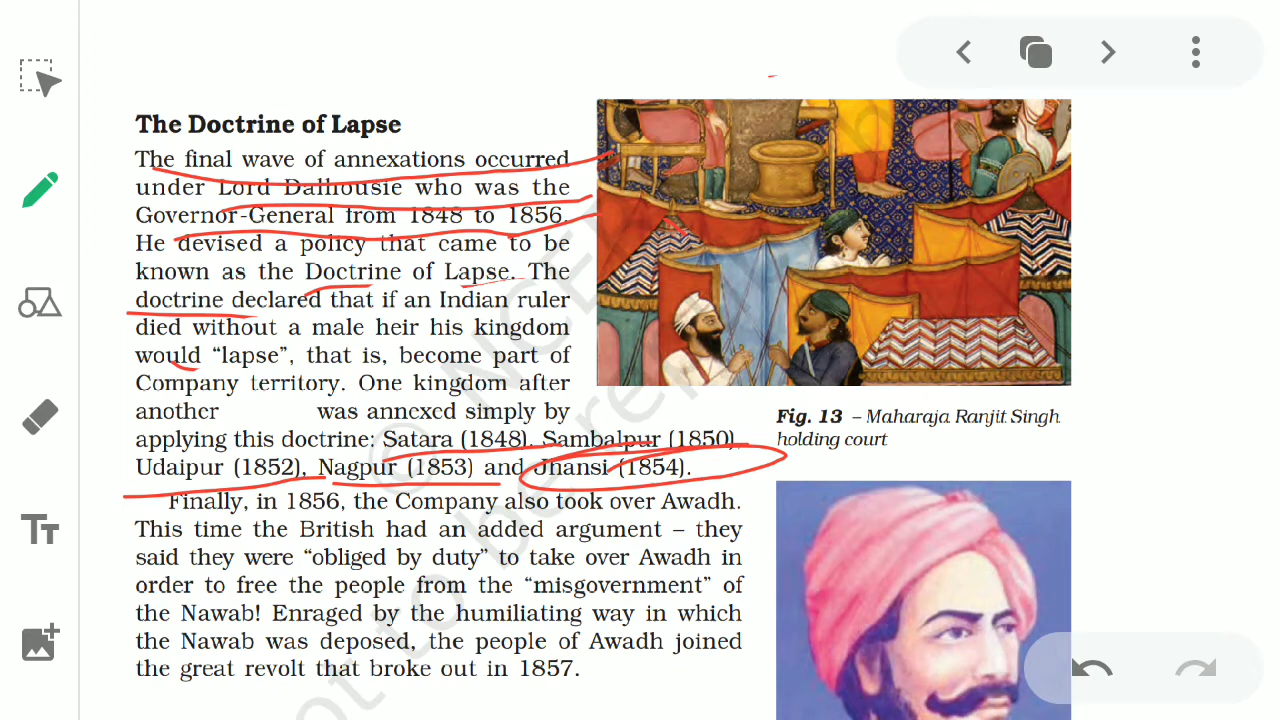 The Doctrine of Lapse
The final wave of annexations occurred
under Lord Dalhousie who was the
Governor-General from 1848 to 1856.
He devised a policy that came to be
known as the Doctrine of Lapse. The
doctrine declared that if an Indian ruler
died without a male heir his kingdom
would “lapse”, that is, become part of
Company territory. One kingdom after
another was annexed simply by
applying this doctrine: Satara (1848), Sambalpur (1850),
Udaipur (1852), Nagpur (1853) and Jhansi (1854).
Finally, in 1856, the Company also took over Awadh.
This time the British had an added argument – they
said they were “obliged by duty” to take over Awadh in
order to free the people from the “misgovernment” of
the Nawab! Enraged by the humiliating way in which
the Nawab was deposed, the people of Awadh joined
the great revolt that broke out in 1857.
Fig. 13 – Maharaja Ranjit Singh
holding court
TT